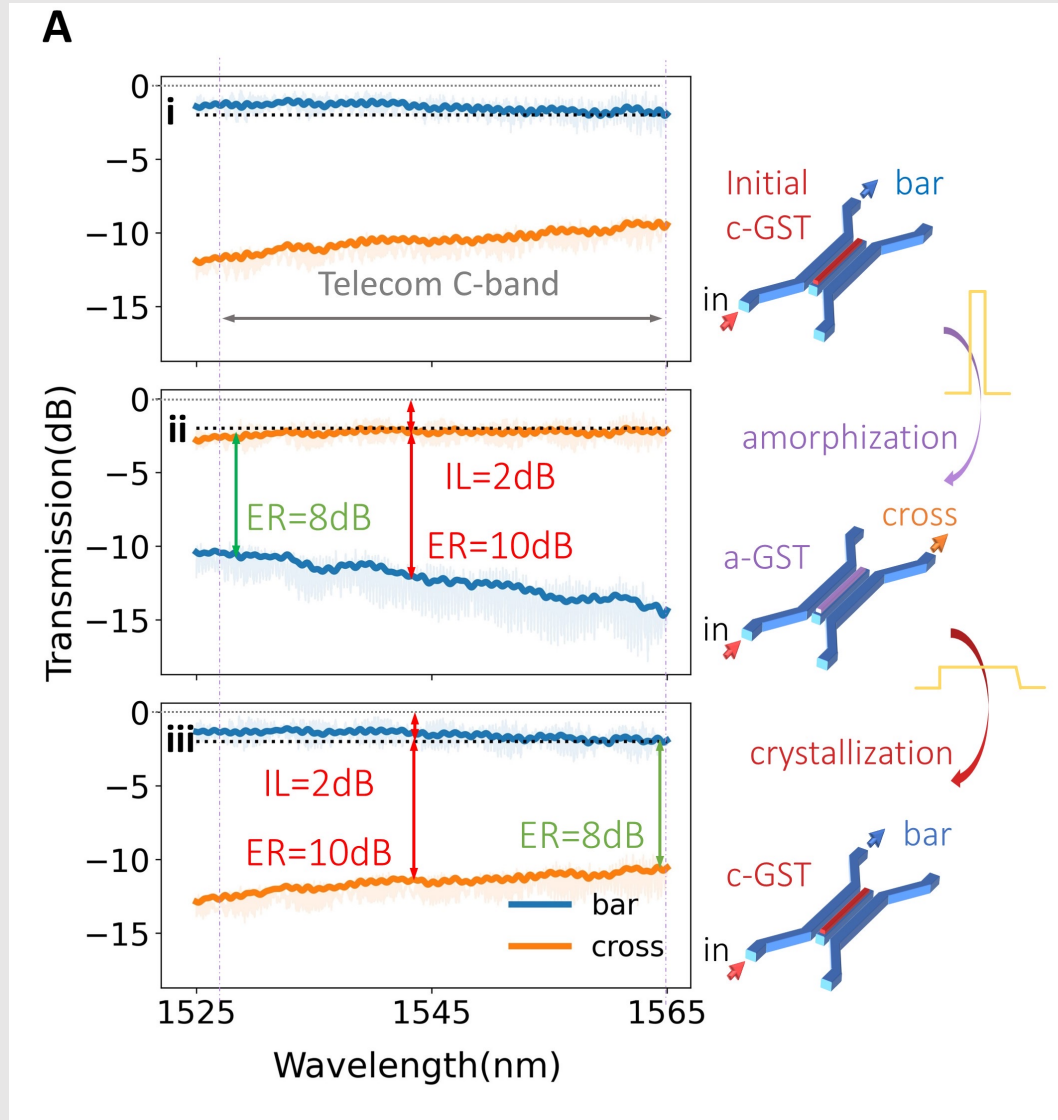 A
0
−5
−10
−15
i
Telecom C-band
Initial
c-GST
bar
in
Transmission(dB)
0
−5
−10
−15
ii
ER=8dB
IL=2dB
ER=10dB
amorphization
cross
a-GST
in
0
−5
−10
−15
iii
IL=2dB
ER=10dB
ER=8dB
bar
cross
crystallization
bar
c-GST
in
1525
1545
1565
Wavelength(nm)